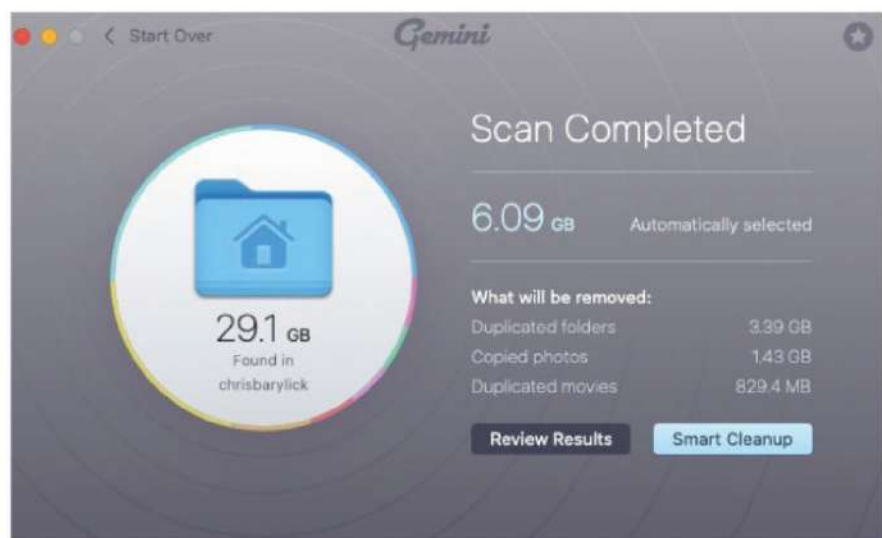 Start Over
Gemini
Scan Completed
6.09 GB Automatically selected
What will be removed:
Duplicated folders 3.39 GB
Copied photos 1.43 GB
Duplicated movies 829.4 MB
Review Results Smart Cleanup
29.1 GB
Found in
chrisbarylick